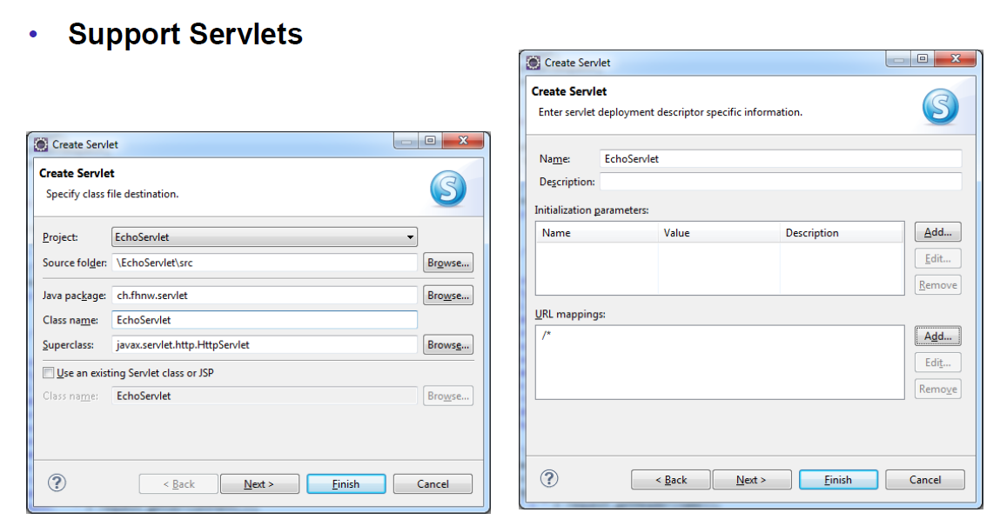 • Support Servlets
Create Servlet
Create Servlet
Specify class file destination.
Project: EchoServlet
Source folder: \EchoServlet\src Browse...
Java package: ch.fhnw.servlet Browse...
Class name: EchoServlet
Superclass: javax.servlet.http.HttpServlet Browse...
Use an existing Servlet class or JSP
Class name: EchoServlet Browse...
? < Back Next > Finish Cancel
Create Servlet
Create Servlet
Enter servlet deployment descriptor specific information.
Name: EchoServlet
Description:
Initialization parameters:
Name Value Description Add...
Edit...
Remove
URL mappings:
/* Add...
Edit...
Remove
? < Back Next > Finish Cancel